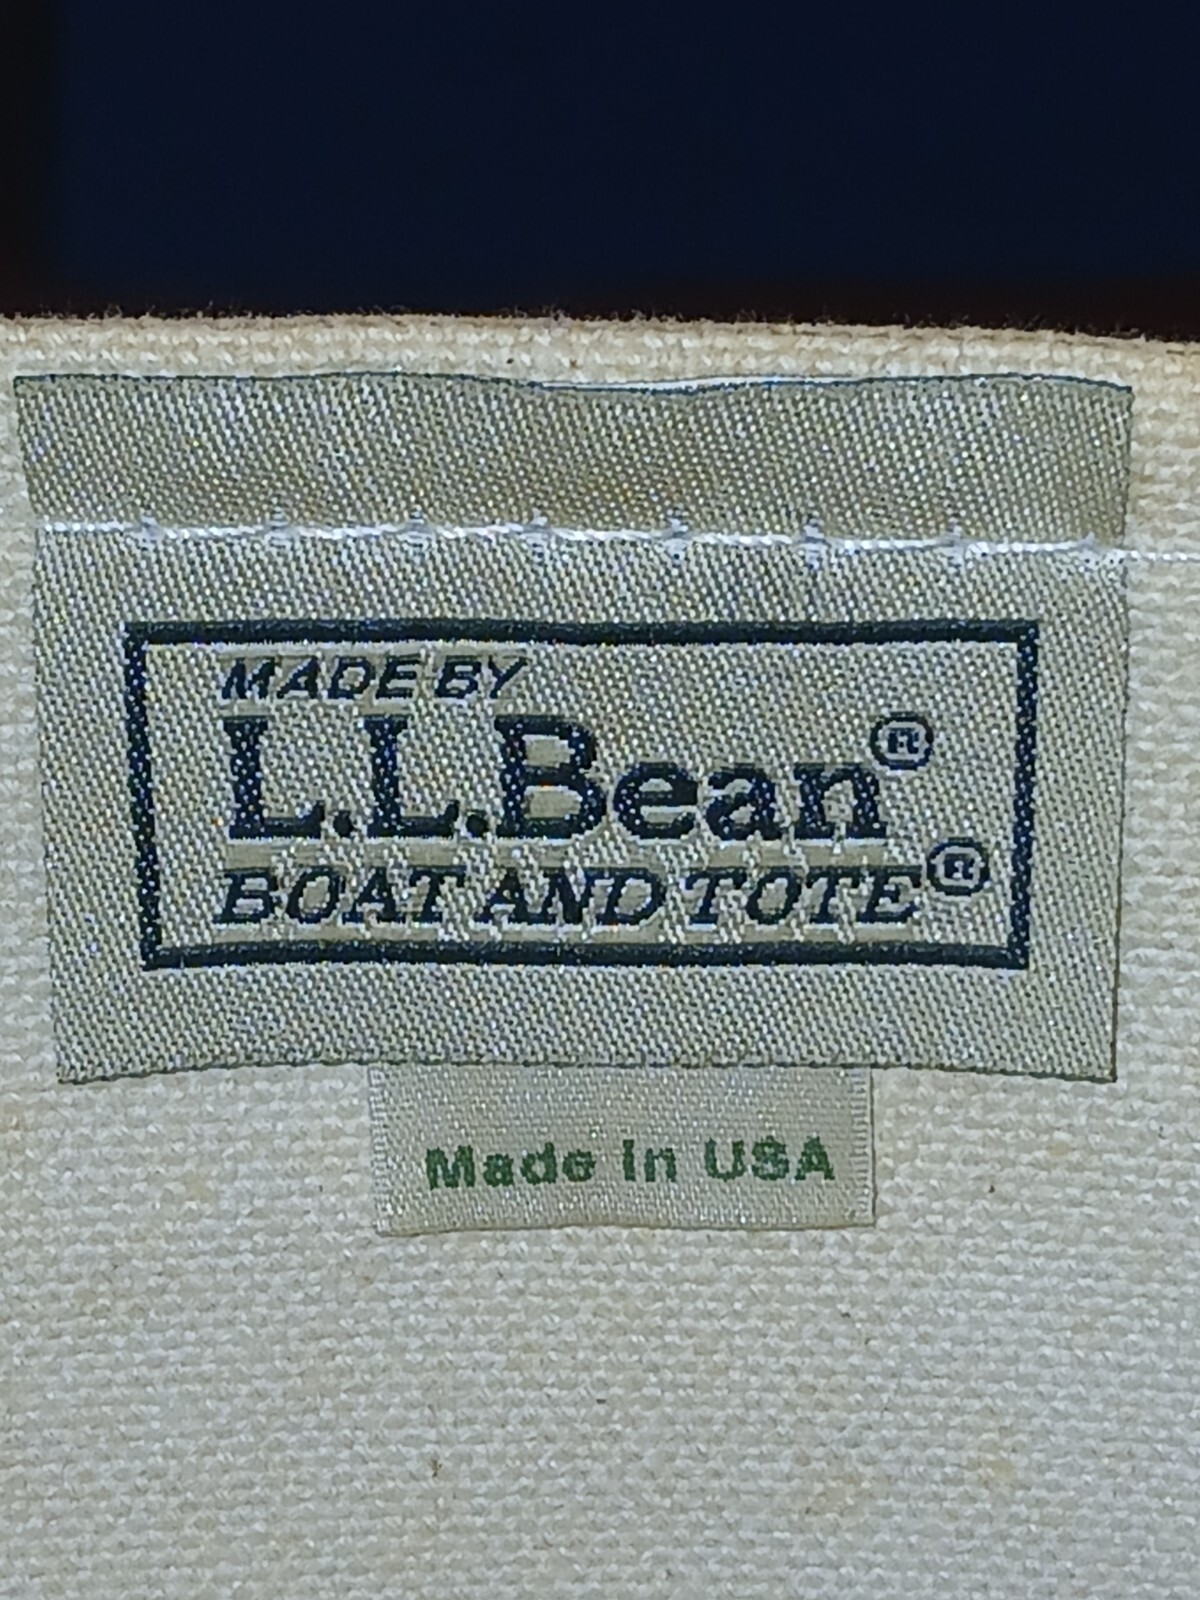 MADE BY
L.L.Bean®
BOAT AND TOTE®
Made in USA